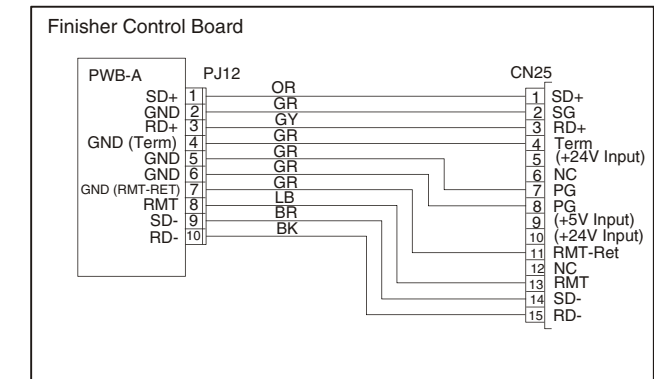 Finisher Control Board
PWB-A PJ12 CN25
SD+ 1 OR 1 SD+
GND 2 GR 2 SG
RD+ 3 GY 3 RD+
GND (Term) 4 GR 4 Term
GND 5 GR 5 (+24V Input)
GND 6 GR 6 NC
GND (RMT-RET) 7 GR 7 PG
RMT 8 LB 8 PG
SD- 9 BR 9 (+5V Input)
RD- 10 BK 10 (+24V Input)
11 RMT-Ret
12 NC
13 RMT
14 SD-
15 RD-